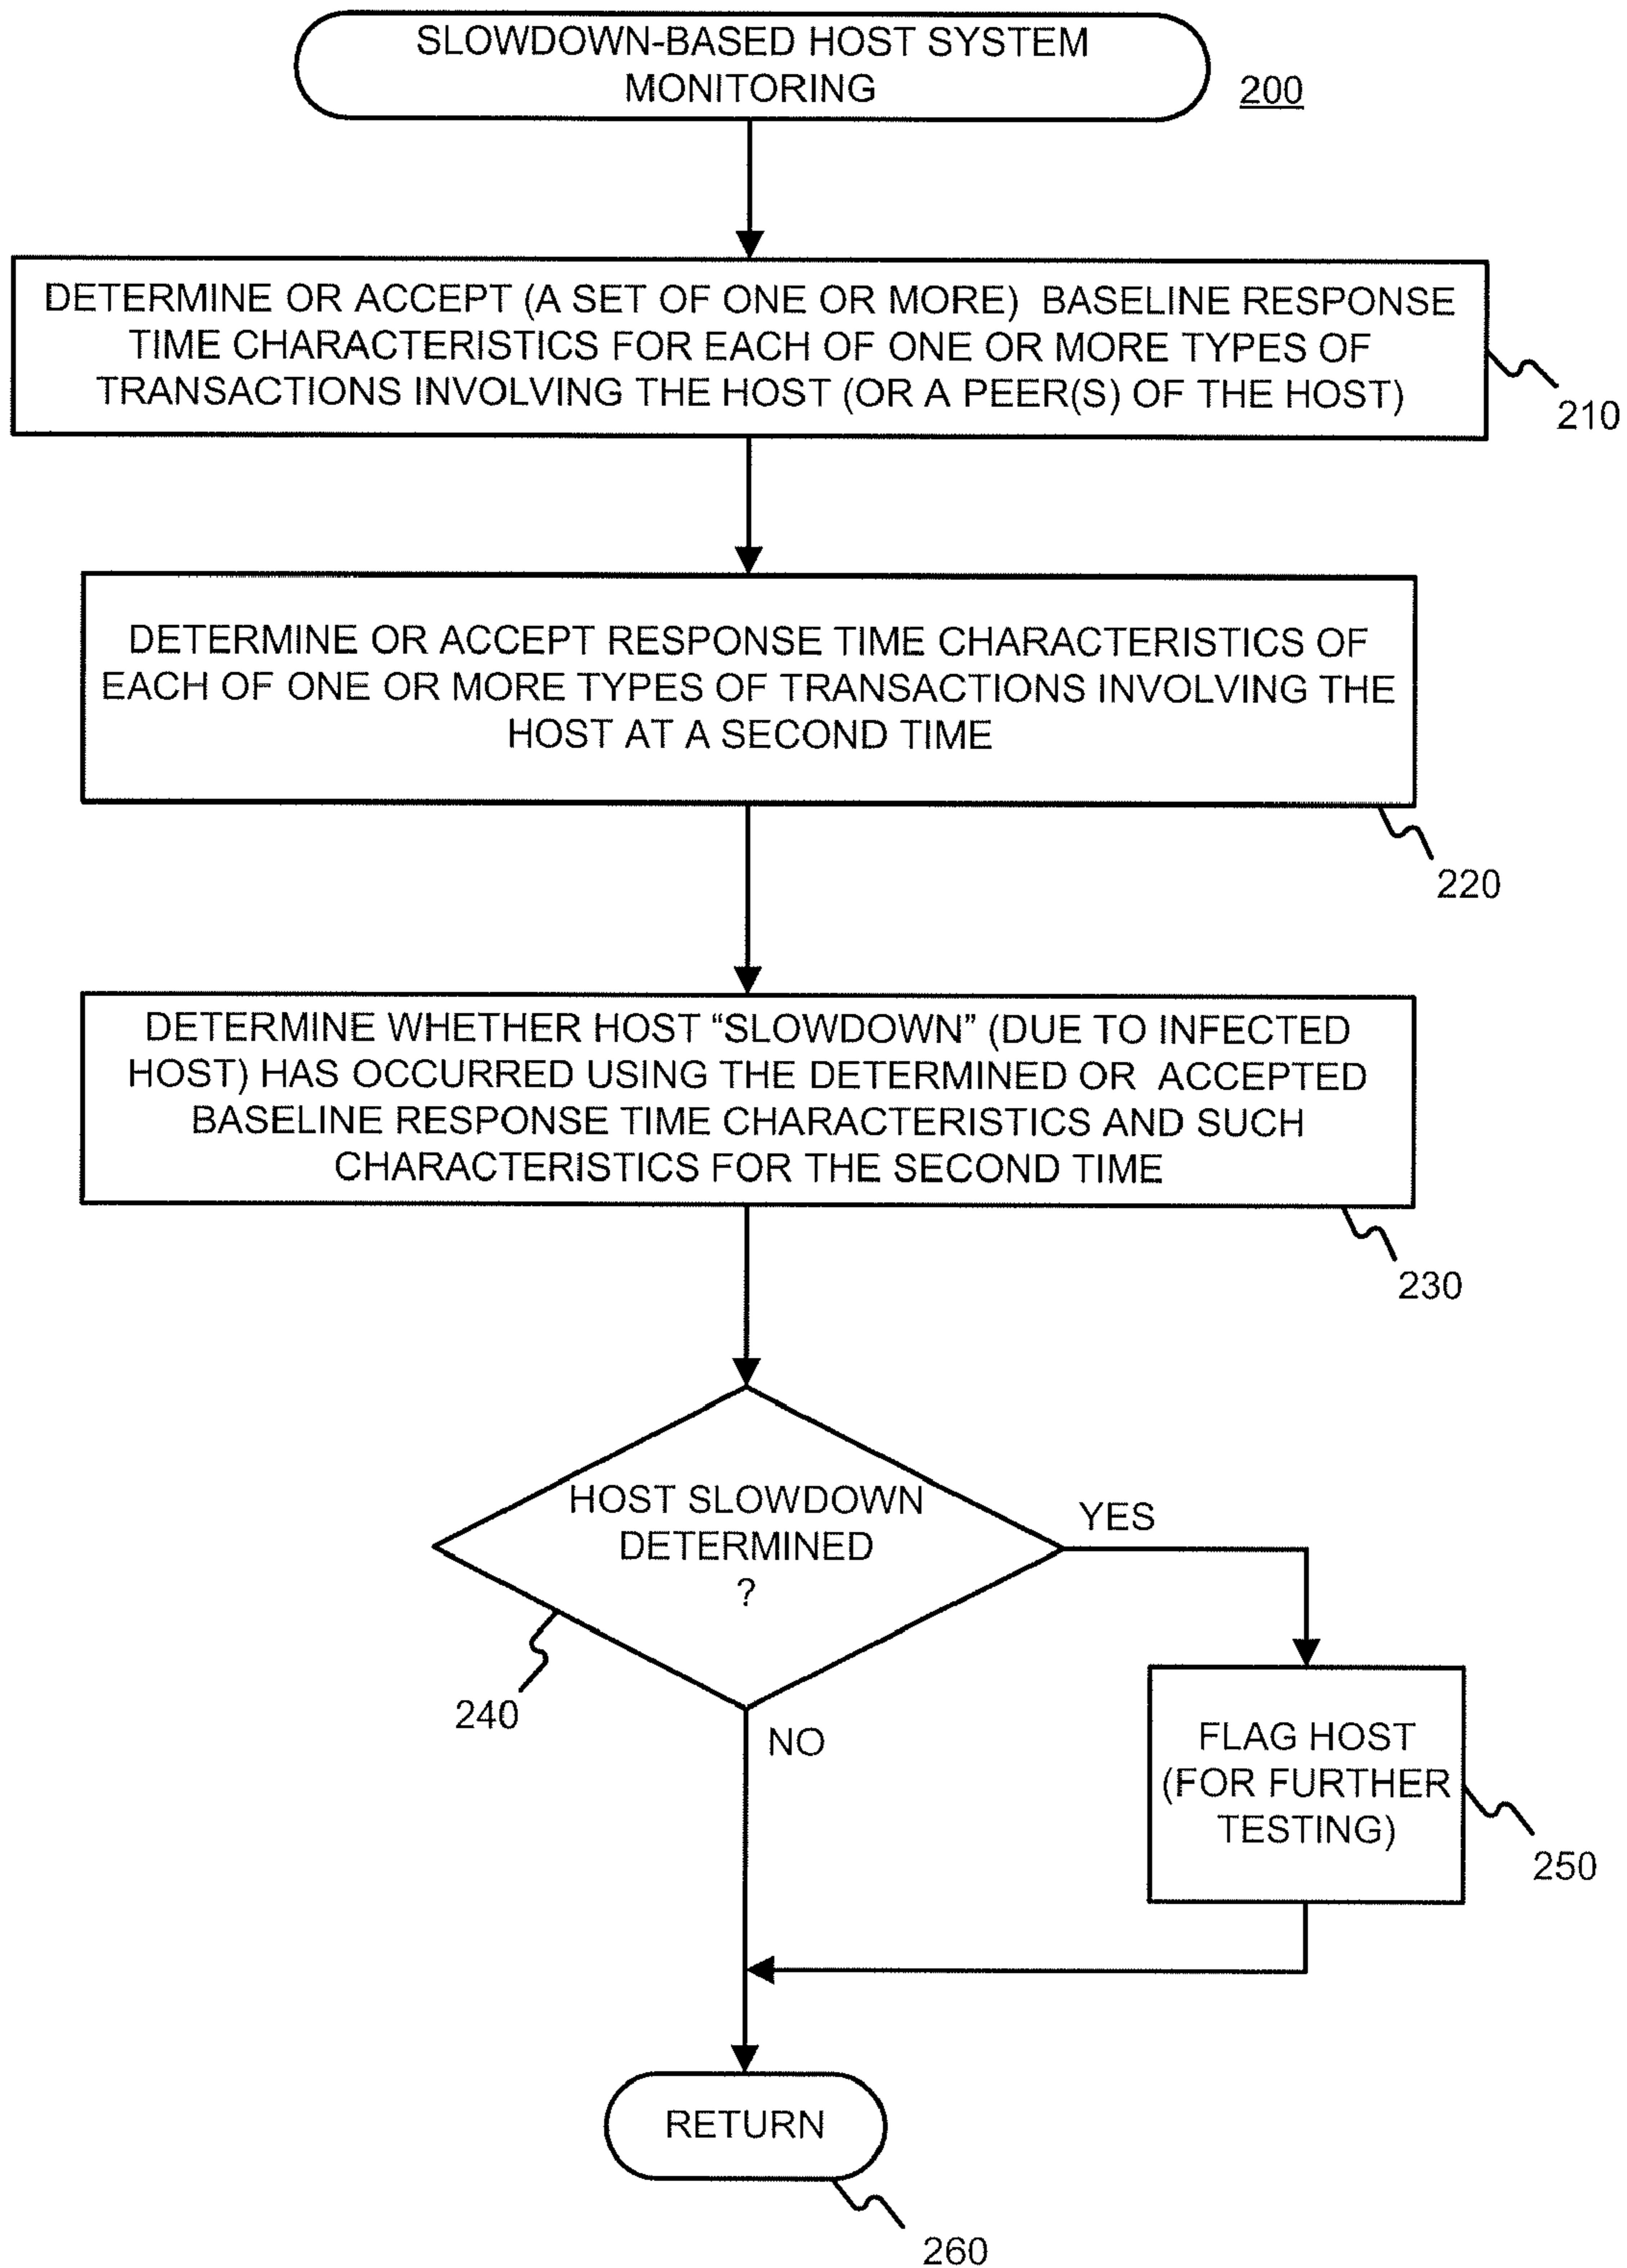 SLOWDOWN-BASED HOST SYSTEM
MONITORING
200
DETERMINE OR ACCEPT (A SET OF ONE OR MORE) BASELINE RESPONSE
TIME CHARACTERISTICS FOR EACH OF ONE OR MORE TYPES OF
TRANSACTIONS INVOLVING THE HOST (OR A PEER(S) OF THE HOST)
210
DETERMINE OR ACCEPT RESPONSE TIME CHARACTERISTICS OF
EACH OF ONE OR MORE TYPES OF TRANSACTIONS INVOLVING THE
HOST AT A SECOND TIME
220
DETERMINE WHETHER HOST “SLOWDOWN” (DUE TO INFECTED
HOST) HAS OCCURRED USING THE DETERMINED OR ACCEPTED
BASELINE RESPONSE TIME CHARACTERISTICS AND SUCH
CHARACTERISTICS FOR THE SECOND TIME
230
HOST SLOWDOWN
DETERMINED
?
YES
240
NO
FLAG HOST
(FOR FURTHER
TESTING)
250
RETURN
260